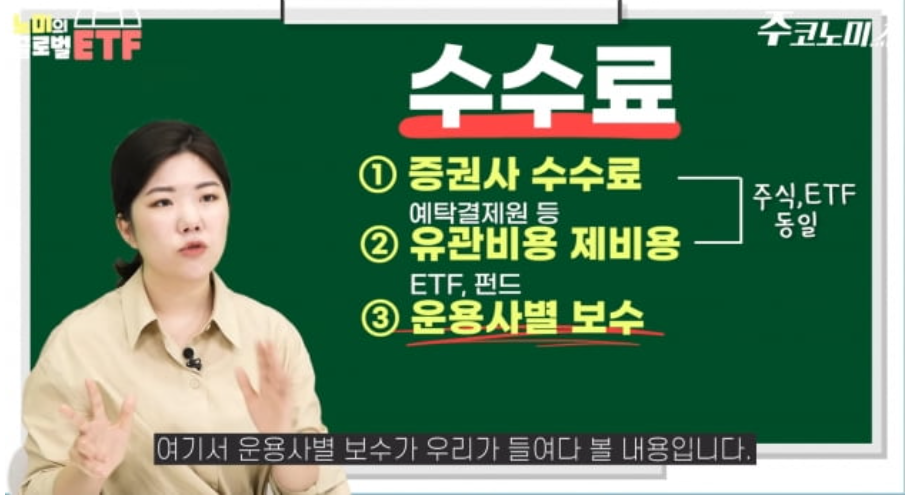 노미의
글로벌 ETF
주코노미
수수료
① 증권사 수수료
예탁결제원 등
② 유관비용 제비용
주식,ETF
동일
ETF, 펀드
③ 운용사별 보수
여기서 운용사별 보수가 우리가 들여다 볼 내용입니다.